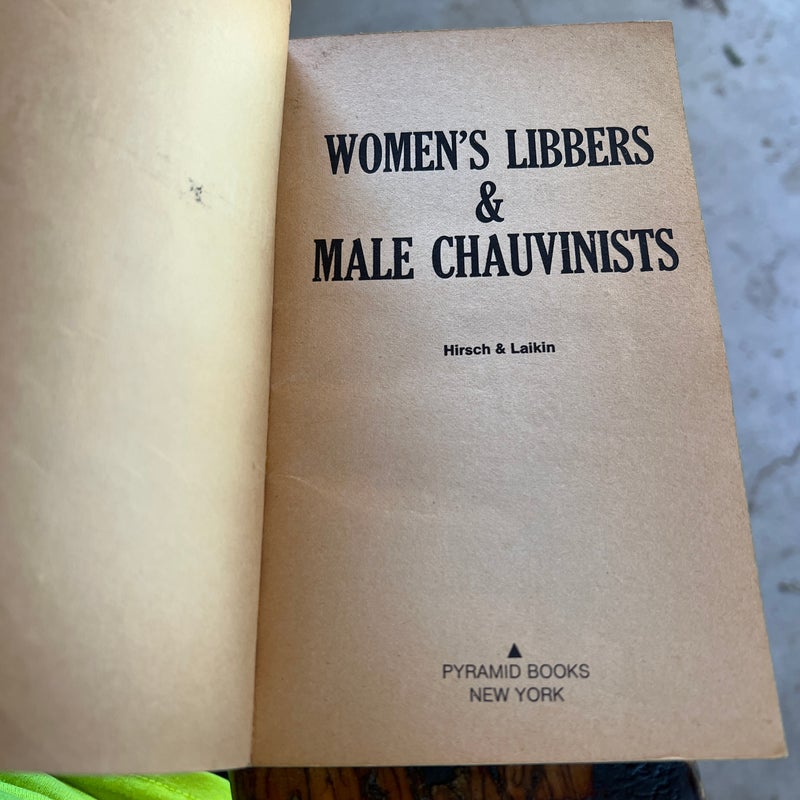 WOMEN'S LIBBERS
&
MALE CHAUVINISTS
Hirsch & Laikin
PYRAMID BOOKS
NEW YORK